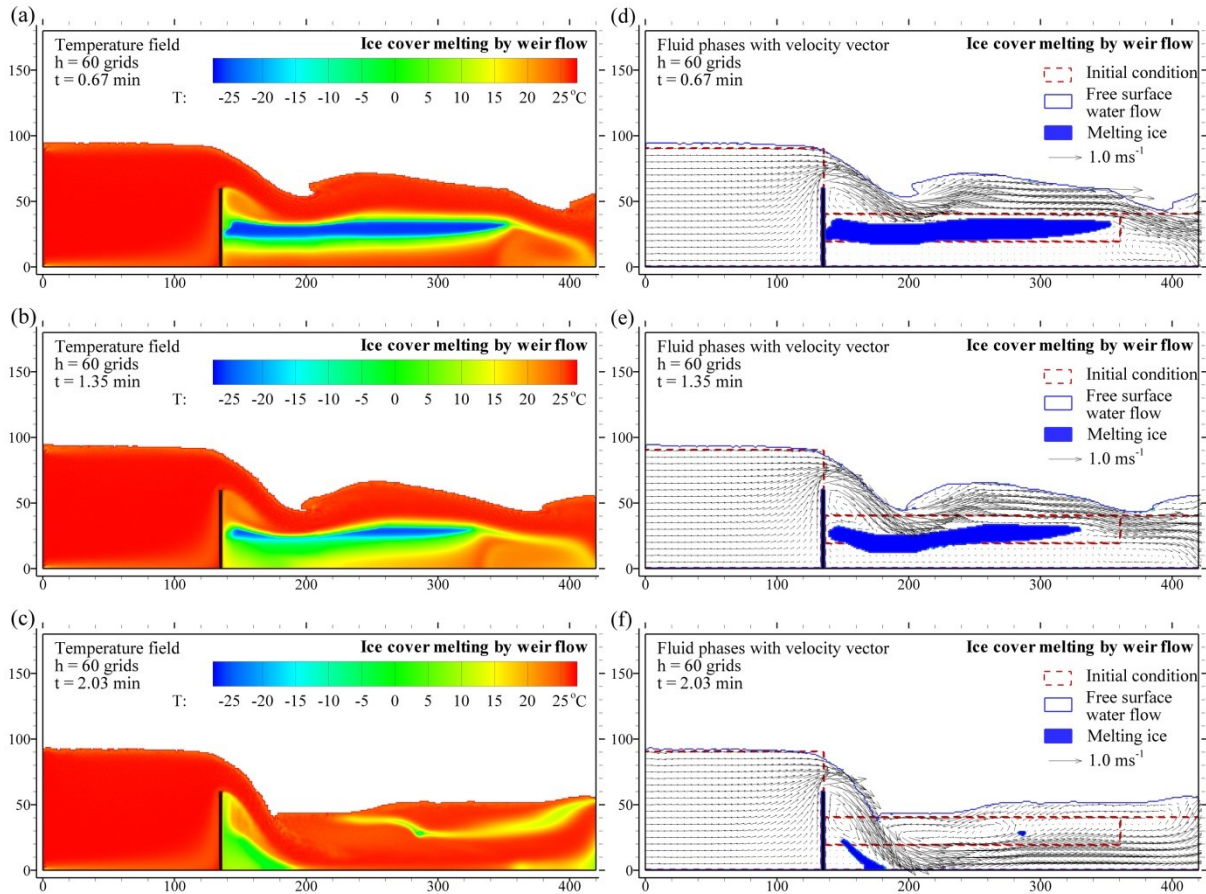 (a)
Temperature field
Ice cover melting by weir flow
h = 60 grids
t = 0.67 min
T: -25 -20 -15 -10 -5 0 5 10 15 20 25°C
150
100
50
0
0 100 200 300 400
(d)
Fluid phases with velocity vector
Ice cover melting by weir flow
h = 60 grids
t = 0.67 min
Initial condition
Free surface
water flow
Melting ice
1.0 ms-1
150
100
50
0
0 100 200 300 400
(b)
Temperature field
Ice cover melting by weir flow
h = 60 grids
t = 1.35 min
T: -25 -20 -15 -10 -5 0 5 10 15 20 25°C
150
100
50
0
0 100 200 300 400
(e)
Fluid phases with velocity vector
Ice cover melting by weir flow
h = 60 grids
t = 1.35 min
Initial condition
Free surface
water flow
Melting ice
1.0 ms-1
150
100
50
0
0 100 200 300 400
(c)
Temperature field
Ice cover melting by weir flow
h = 60 grids
t = 2.03 min
T: -25 -20 -15 -10 -5 0 5 10 15 20 25°C
150
100
50
0
0 100 200 300 400
(f)
Fluid phases with velocity vector
Ice cover melting by weir flow
h = 60 grids
t = 2.03 min
Initial condition
Free surface
water flow
Melting ice
1.0 ms-1
150
100
50
0
0 100 200 300 400